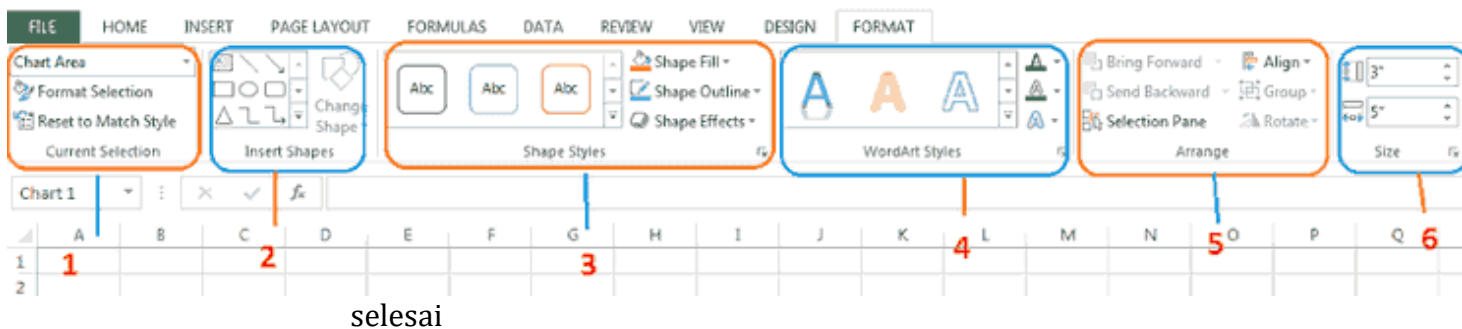 FILE HOME INSERT PAGE LAYOUT FORMULAS DATA REVIEW VIEW DESIGN FORMAT
Chart Area
Format Selection
Reset to Match Style
Current Selection
Change
Shape
Insert Shapes
Abc Abc Abc
Shape Fill
Shape Outline
Shape Effects
Shape Styles
A A A
A
A
A
WordArt Styles
Bring Forward
Send Backward
Selection Pane
Align
Group
Rotate
Arrange
3"
5"
Size
Chart 1 fx
A B C D E F G H I J K L M N O P Q
1 2 3 4 5 6
1
2
selesai